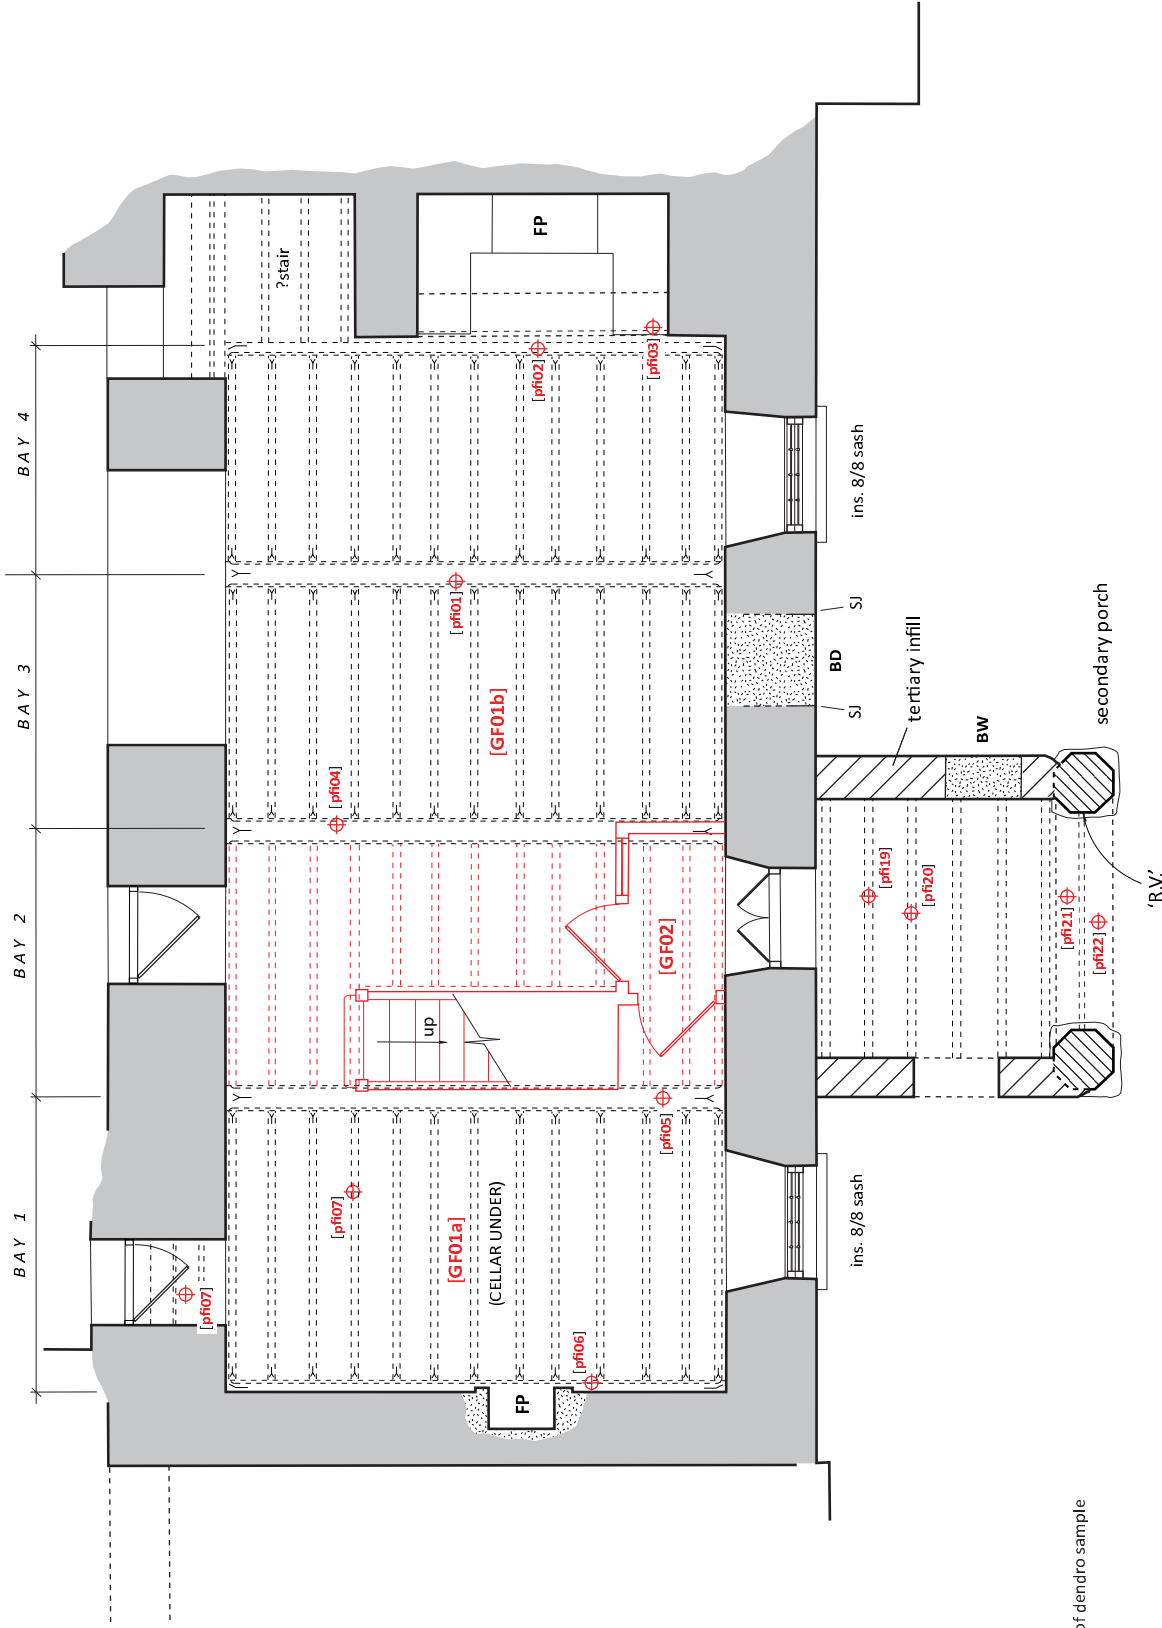 BAY 4
BAY 3
BAY 2
BAY 1
?stair
FP
[pfi02]
[pfi03]
[pfi01]
[pfi04]
[GF01b]
ins. 8/8 sash
SJ
BD
SJ
tertiary infill
BW
secondary porch
[pfi19]
[pfi20]
[pfi21]
[pfi22]
'R.V.'
[GF02]
up
[pfi05]
[pfi07]
[GF01a]
(CELLAR UNDER)
[pfi07]
[pfi06]
FP
ins. 8/8 sash
of dendro sample